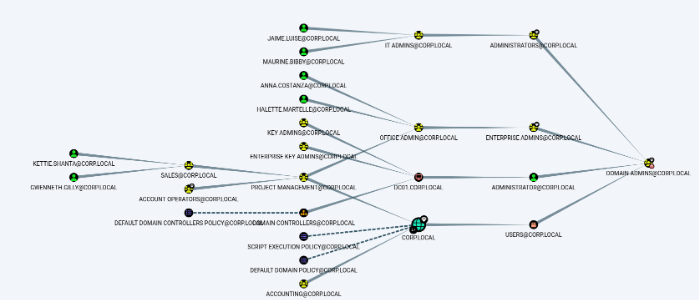 JAIME.LUISE@CORP.LOCAL
IT ADMINS@CORP.LOCAL
ADMINISTRATORS@CORP.LOCAL
MAURINE.BIBBY@CORP.LOCAL
ANNA.COSTANZA@CORP.LOCAL
HALETTE.MARTELLE@CORP.LOCAL
KEY ADMINS@CORP.LOCAL
OFFICE ADMIN@CORP.LOCAL
ENTERPRISE ADMINS@CORP.LOCAL
ENTERPRISE KEY ADMINS@CORP.LOCAL
KETTIE.SHANTA@CORP.LOCAL
SALES@CORP.LOCAL
DOMAIN ADMINS@CORP.LOCAL
GWENNETH.GILLY@CORP.LOCAL
PROJECT MANAGEMENT@CORP.LOCAL
DC01.CORP.LOCAL
ADMINISTRATOR@CORP.LOCAL
ACCOUNT OPERATORS@CORP.LOCAL
DEFAULT DOMAIN CONTROLLERS POLICY@CORP.LOCAL
DOMAIN CONTROLLERS@CORP.LOCAL
CORP.LOCAL
USERS@CORP.LOCAL
SCRIPT EXECUTION POLICY@CORP.LOCAL
DEFAULT DOMAIN POLICY@CORP.LOCAL
ACCOUNTING@CORP.LOCAL